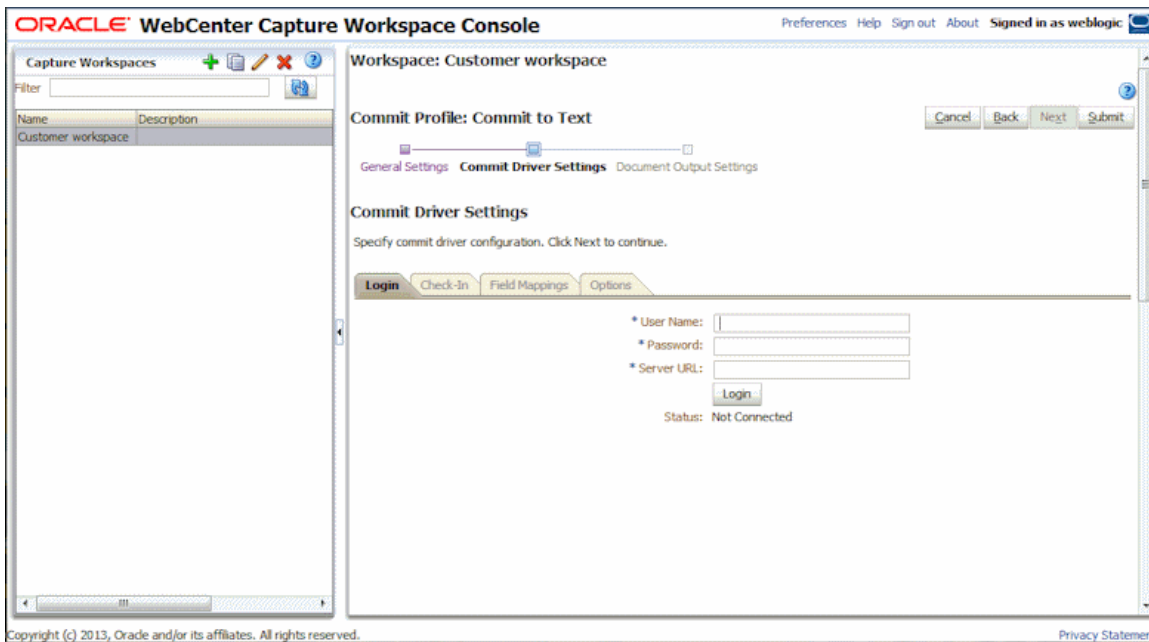 ORACLE WebCenter Capture Workspace Console
Preferences Help Sign out About Signed in as weblogic
Capture Workspaces
Filter
Name Description
Customer workspace
Workspace: Customer workspace
Commit Profile: Commit to Text
Cancel Back Next Submit
General Settings Commit Driver Settings Document Output Settings
Commit Driver Settings
Specify commit driver configuration. Click Next to continue.
Login Check-In Field Mappings Options
* User Name:
* Password:
* Server URL:
Login
Status: Not Connected
Copyright (c) 2013, Oracle and/or its affiliates. All rights reserved.
Privacy Statemen